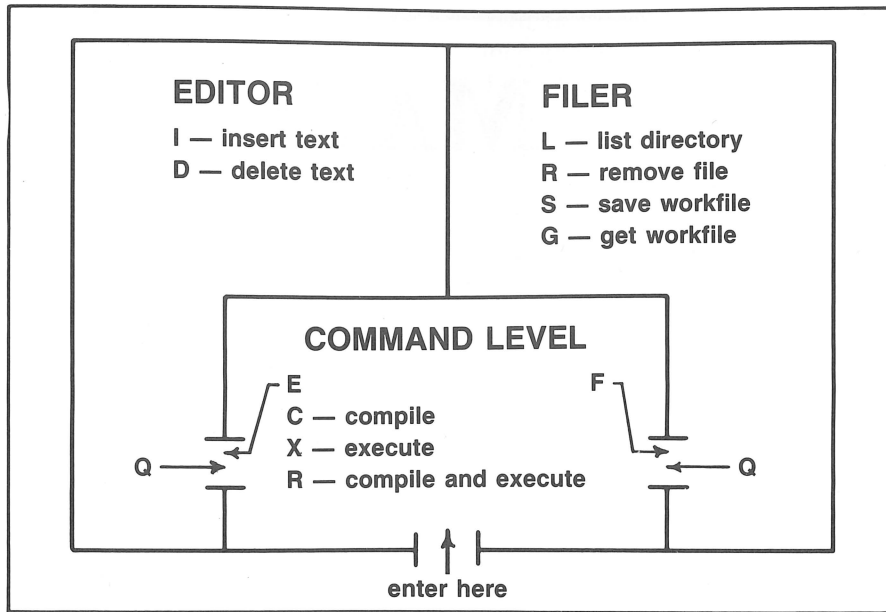 EDITOR
I — insert text
D — delete text
FILER
L — list directory
R — remove file
S — save workfile
G — get workfile
COMMAND LEVEL
E
F
C — compile
X — execute
R — compile and execute
Q
Q
enter here